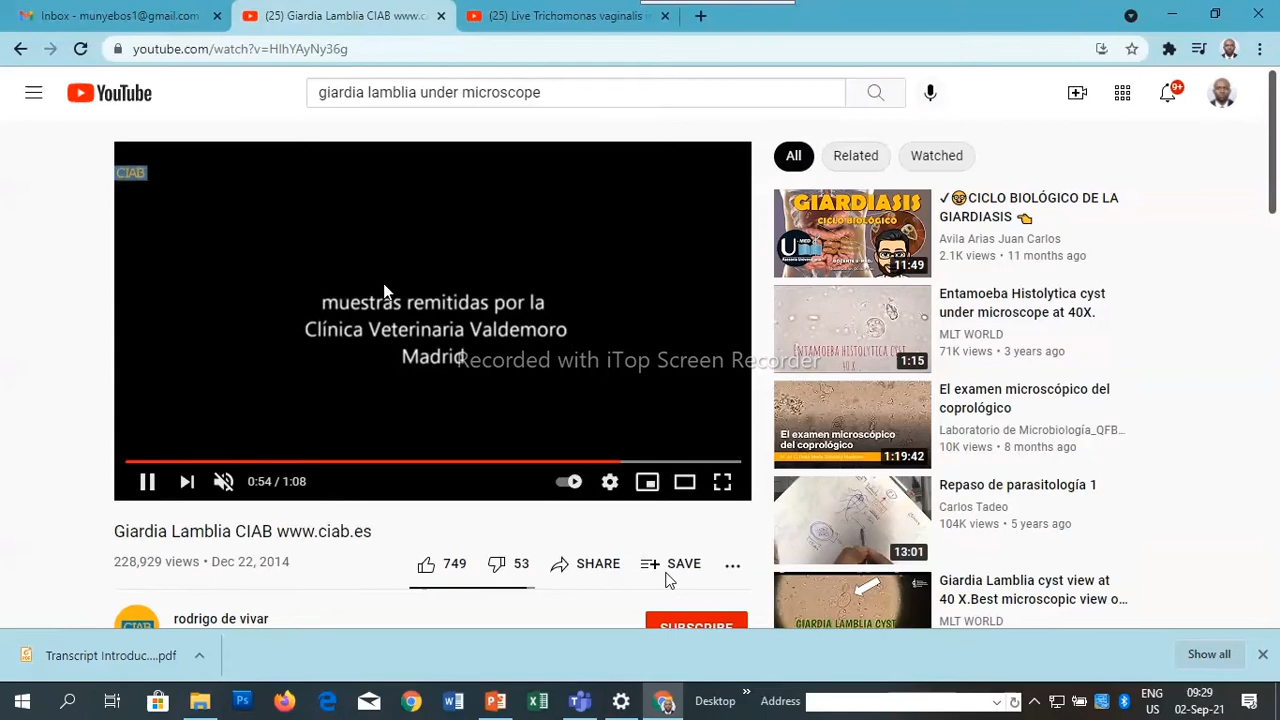 Inbox - munyebos1@gmail.com
(25) Giardia Lamblia CIAB www.cia
(25) Live Trichomonas vaginalis
youtube.com/watch?v=HlhYAyNy36g
YouTube
giardia lamblia under microscope
9+
CIAB
muestras remitidas por la
Clínica Veterinaria Valdemoro
Madrid
Recorded with iTop Screen Recorder
0:54 / 1:08
Giardia Lamblia CIAB www.ciab.es
228,929 views • Dec 22, 2014
749
53
SHARE
SAVE
CIAB
rodrigo de vivar
SUBSCRIBE
All
Related
Watched
GIARDIASIS
CICLO BIOLÓGICO
U-MED
11:49
✓🧐CICLO BIOLÓGICO DE LA
GIARDIASIS 👈
Avila Arias Juan Carlos
2.1K views • 11 months ago
ENTAMOEBA HISTOLYTICA CYST
40 X
1:15
Entamoeba Histolytica cyst
under microscope at 40X.
MLT WORLD
71K views • 3 years ago
El examen microscópico
del coprológico
1:19:42
El examen microscópico del
coprológico
Laboratorio de Microbiología_QFB...
10K views • 8 months ago
13:01
Repaso de parasitología 1
Carlos Tadeo
104K views • 5 years ago
GIARDIA LAMBLIA CYST
Giardia Lamblia cyst view at
40 X.Best microscopic view o...
MLT WORLD
Transcript Introduc....pdf
Show all
Desktop
Address
ENG
US
09:29
02-Sep-21